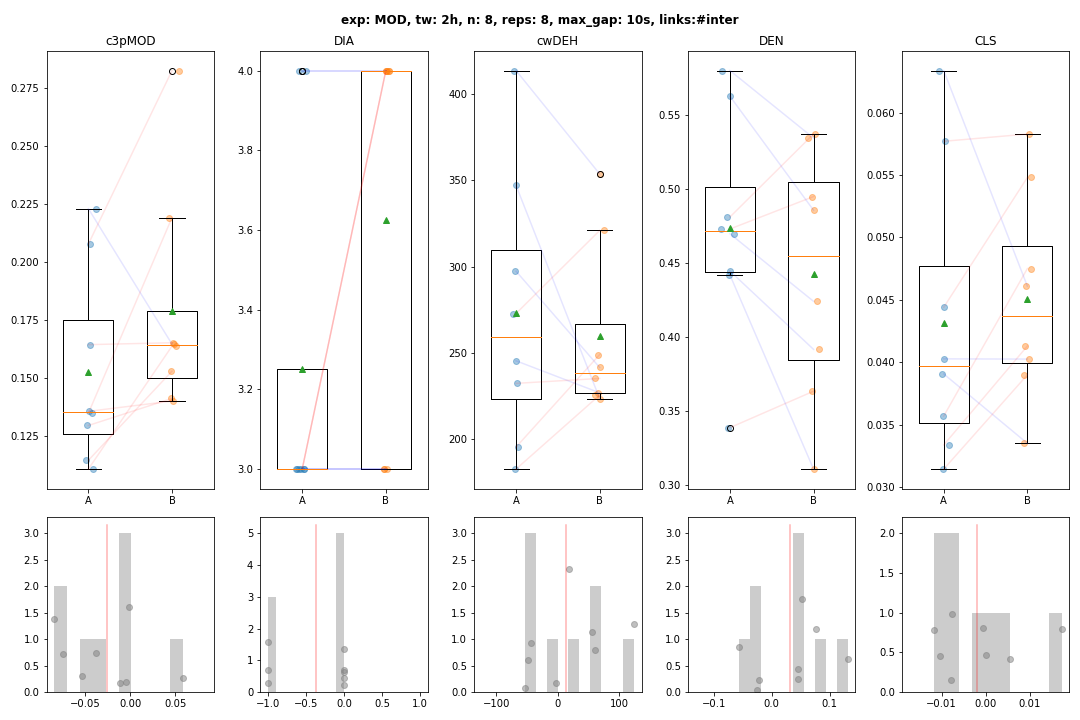 exp: MOD, tw: 2h, n: 8, reps: 8, max_gap: 10s, links:#inter
c3pMOD DIA cwDEH DEN CLS
0.275 4.0 400 0.55 0.060
0.250 3.8 350 0.50 0.055
0.225 3.6 300 0.45 0.050
0.200 3.4 250 0.40 0.045
0.175 3.2 200 0.35 0.040
0.150 3.0 0.30 0.035
0.125 0.030
A B A B A B A B A B
3.0 5 3.0 3.0 2.0
2.5 4 2.5 2.5 1.5
2.0 3 2.0 2.0 1.0
1.5 2 1.5 1.5 0.5
1.0 1 1.0 1.0 0.0
0.5 0 0.5 0.5
0.0 0.0 0.0
−0.05 0.00 0.05 −1.0 −0.5 0.0 0.5 1.0 −100 0 100 −0.1 0.0 0.1 −0.01 0.00 0.01